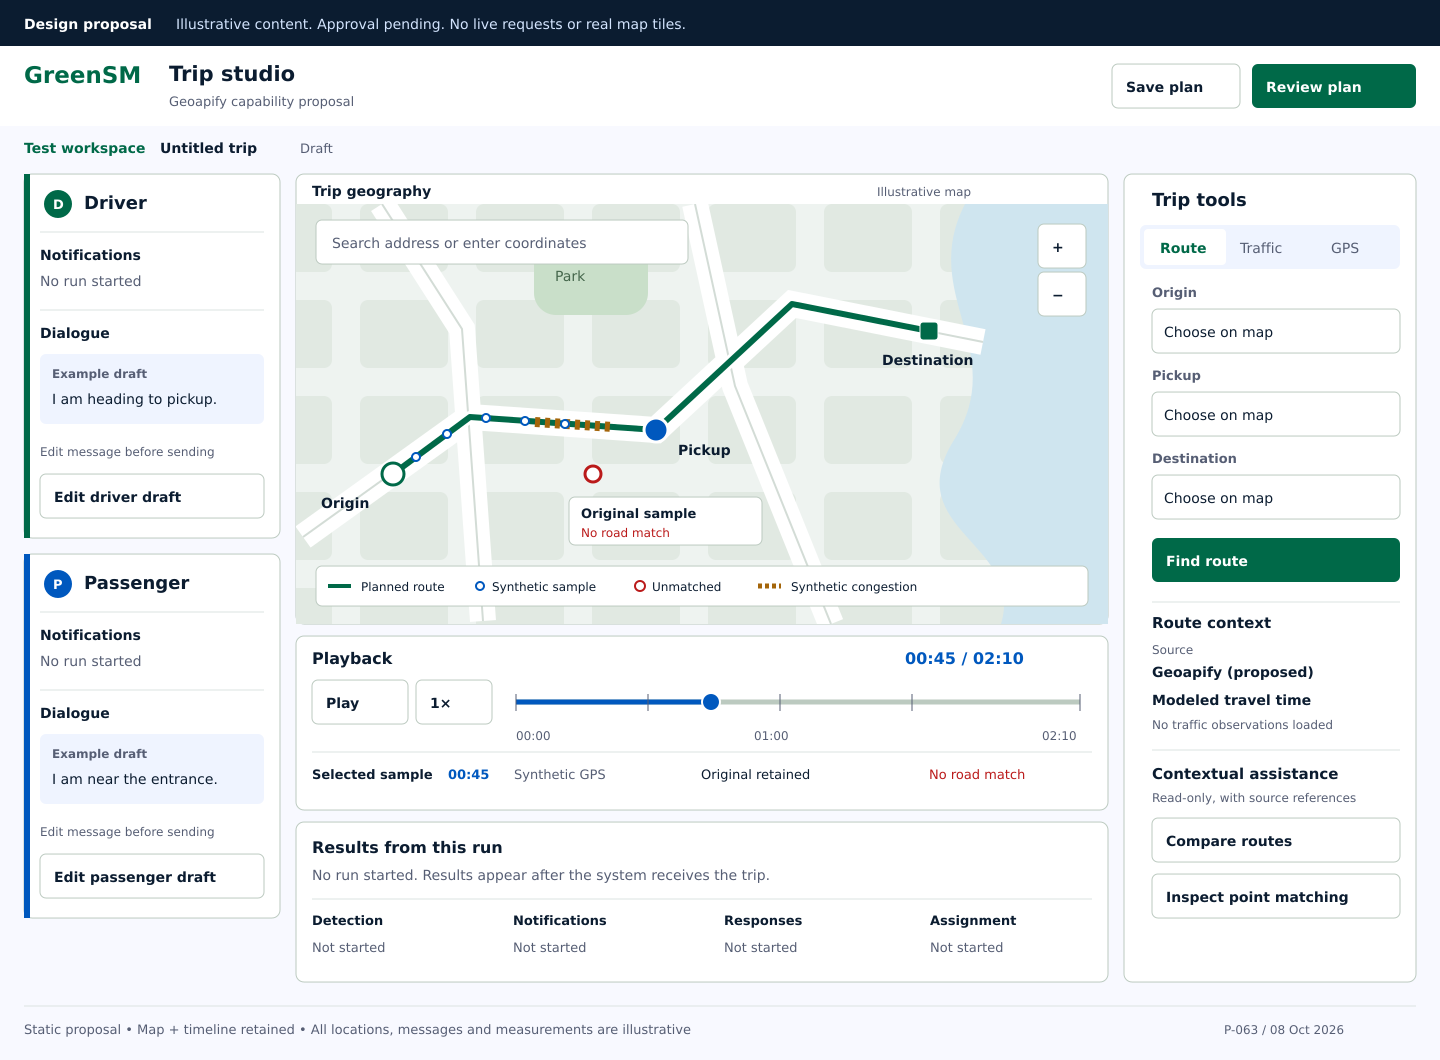 Design proposal Illustrative content. Approval pending. No live requests or real map tiles.
GreenSM
Trip studio
Geoapify capability proposal
Save plan
Review plan
Test workspace Untitled trip Draft
D Driver
Notifications
No run started
Dialogue
Example draft
I am heading to pickup.
Edit message before sending
Edit driver draft
P Passenger
Notifications
No run started
Dialogue
Example draft
I am near the entrance.
Edit message before sending
Edit passenger draft
Trip geography Illustrative map
Search address or enter coordinates
+
–
Park
Destination
Pickup
Origin
Original sample
No road match
Planned route Synthetic sample Unmatched Synthetic congestion
Playback 00:45 / 02:10
Play 1×
00:00 01:00 02:10
Selected sample 00:45 Synthetic GPS Original retained No road match
Results from this run
No run started. Results appear after the system receives the trip.
Detection Notifications Responses Assignment
Not started Not started Not started Not started
Trip tools
Route Traffic GPS
Origin
Choose on map
Pickup
Choose on map
Destination
Choose on map
Find route
Route context
Source
Geoapify (proposed)
Modeled travel time
No traffic observations loaded
Contextual assistance
Read-only, with source references
Compare routes
Inspect point matching
Static proposal • Map + timeline retained • All locations, messages and measurements are illustrative P-063 / 08 Oct 2026